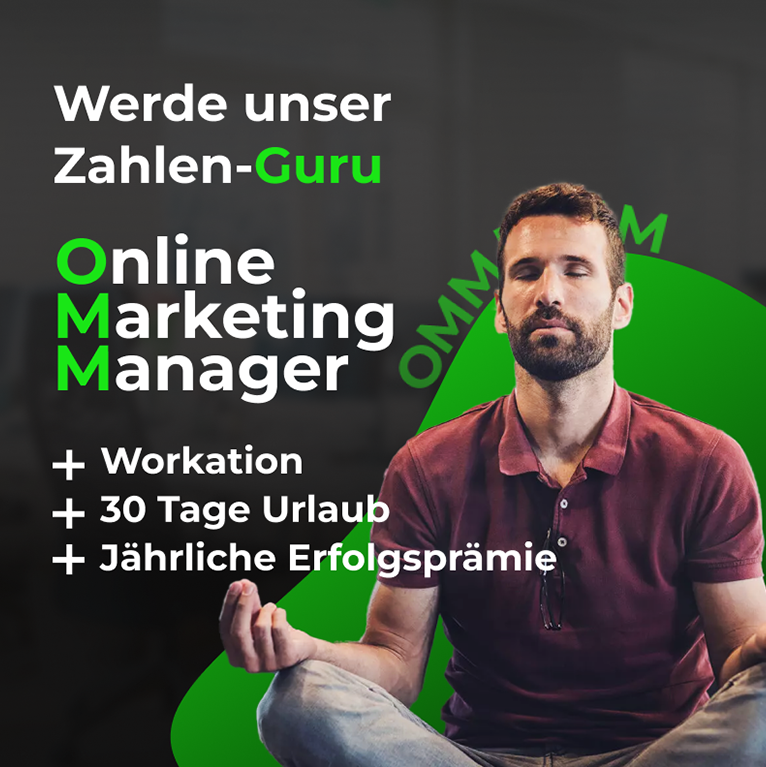 Werde unser
Zahlen-Guru
Online
Marketing
Manager
+ Workation
+ 30 Tage Urlaub
+ Jährliche Erfolgsprämie